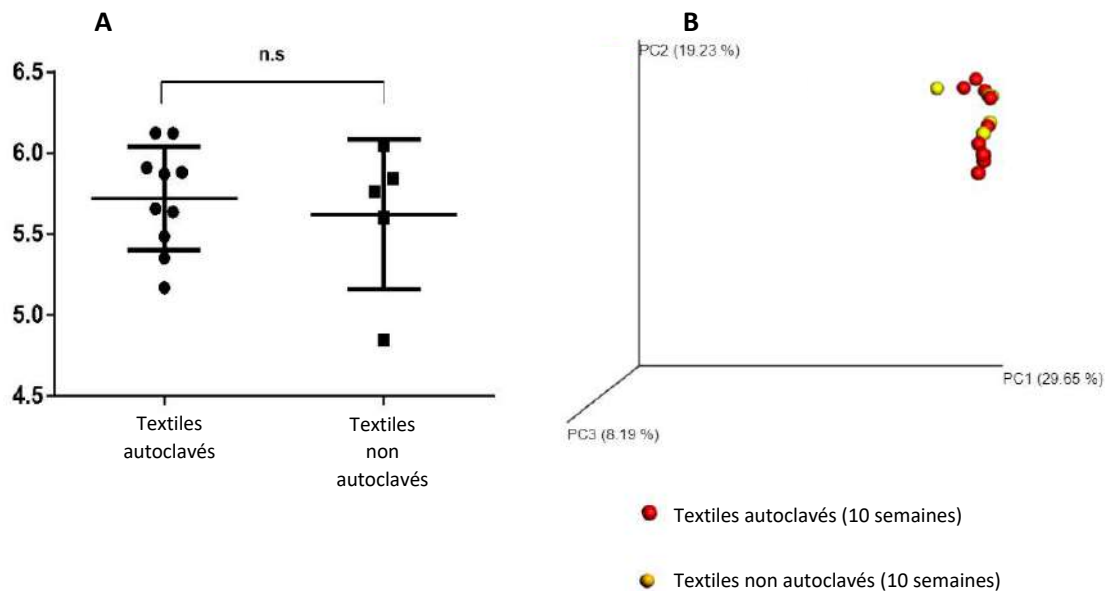 A
n.s
6.5
6.0
5.5
5.0
4.5
Textiles
autoclavés
Textiles
non
autoclavés
B
PC2 (19.23 %)
PC1 (29.65 %)
PC3 (8.19 %)
Textiles autoclavés (10 semaines)
Textiles non autoclavés (10 semaines)